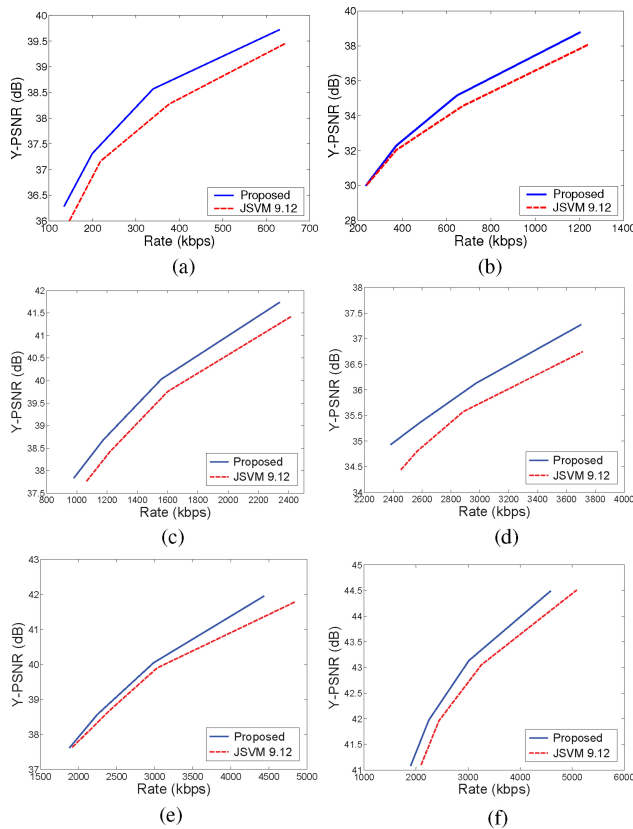 40
39.5
39
38.5
38
37.5
37
36.5
36
100 200 300 400 500 600 700
Y-PSNR (dB)
Rate (kbps)
Proposed
JSVM 9.12
(a)
40
38
36
34
32
30
28
200 400 600 800 1000 1200 1400
Y-PSNR (dB)
Rate (kbps)
Proposed
JSVM 9.12
(b)
42
41.5
41
40.5
40
39.5
39
38.5
38
37.5
800 1000 1200 1400 1600 1800 2000 2200 2400
Y-PSNR (dB)
Rate (kbps)
Proposed
JSVM 9.12
(c)
38
37.5
37
36.5
36
35.5
35
34.5
34
2200 2400 2600 2800 3000 3200 3400 3600 3800 4000
Y-PSNR (dB)
Rate (kbps)
Proposed
JSVM 9.12
(d)
43
42
41
40
39
38
37
1500 2000 2500 3000 3500 4000 4500 5000
Y-PSNR (dB)
Rate (kbps)
Proposed
JSVM 9.12
(e)
45
44.5
44
43.5
43
42.5
42
41.5
41
1000 2000 3000 4000 5000 6000
Y-PSNR (dB)
Rate (kbps)
Proposed
JSVM 9.12
(f)